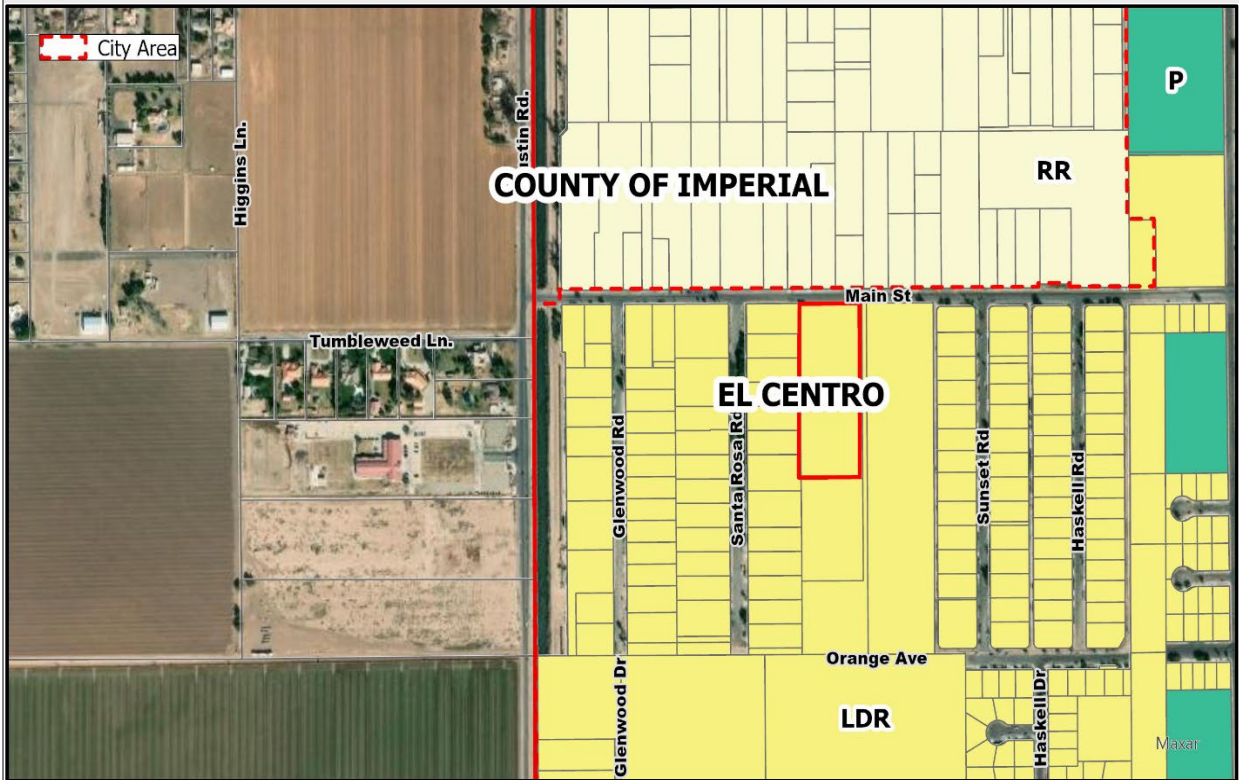 City Area
P
Higgins Ln.
ustin Rd.
COUNTY OF IMPERIAL
RR
Main St
Tumbleweed Ln.
EL CENTRO
Glenwood Rd
Santa Rosa Rd
Sunset Rd
Haskell Rd
Orange Ave
Glenwood Dr
LDR
Haskell Dr
Maxar